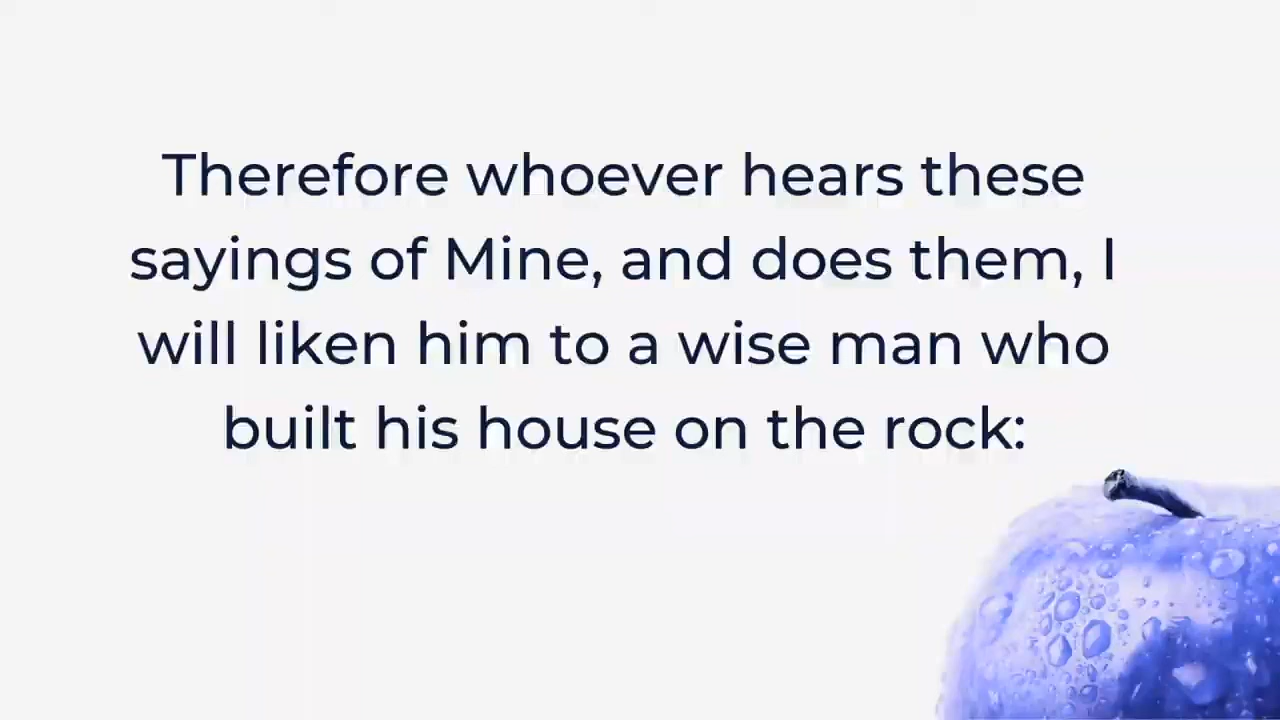 Therefore whoever hears these
sayings of Mine, and does them, I
will liken him to a wise man who
built his house on the rock: